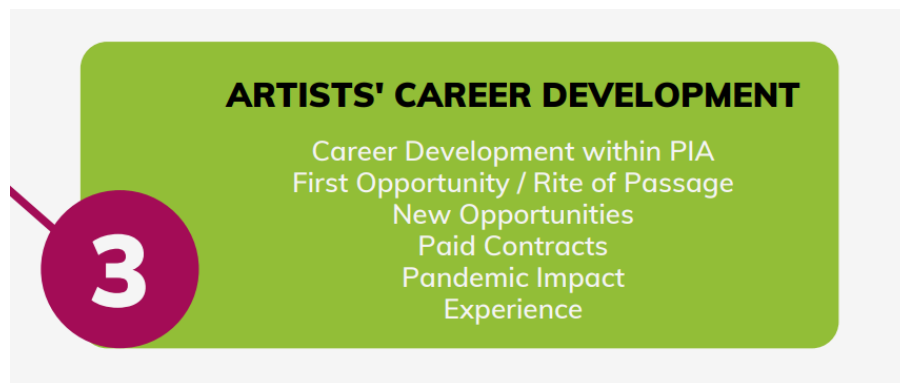 ARTISTS' CAREER DEVELOPMENT
Career Development within PIA
First Opportunity / Rite of Passage
New Opportunities
Paid Contracts
Pandemic Impact
Experience
3